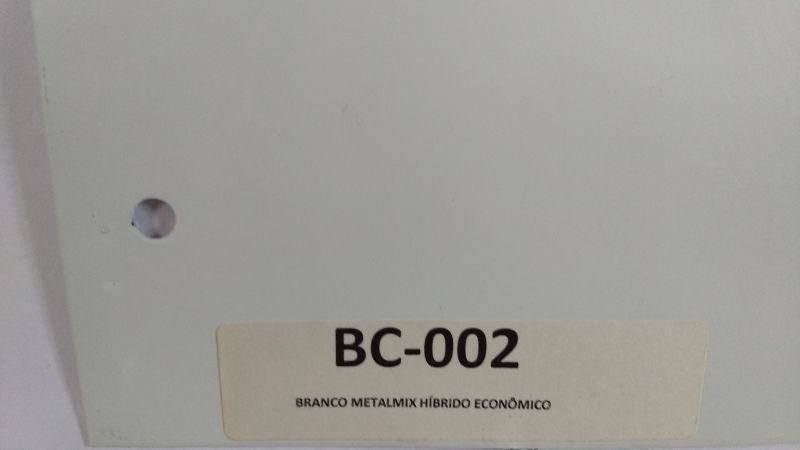 BC-002
BRANCO METALMIX HÍBRIDO ECONÔMICO